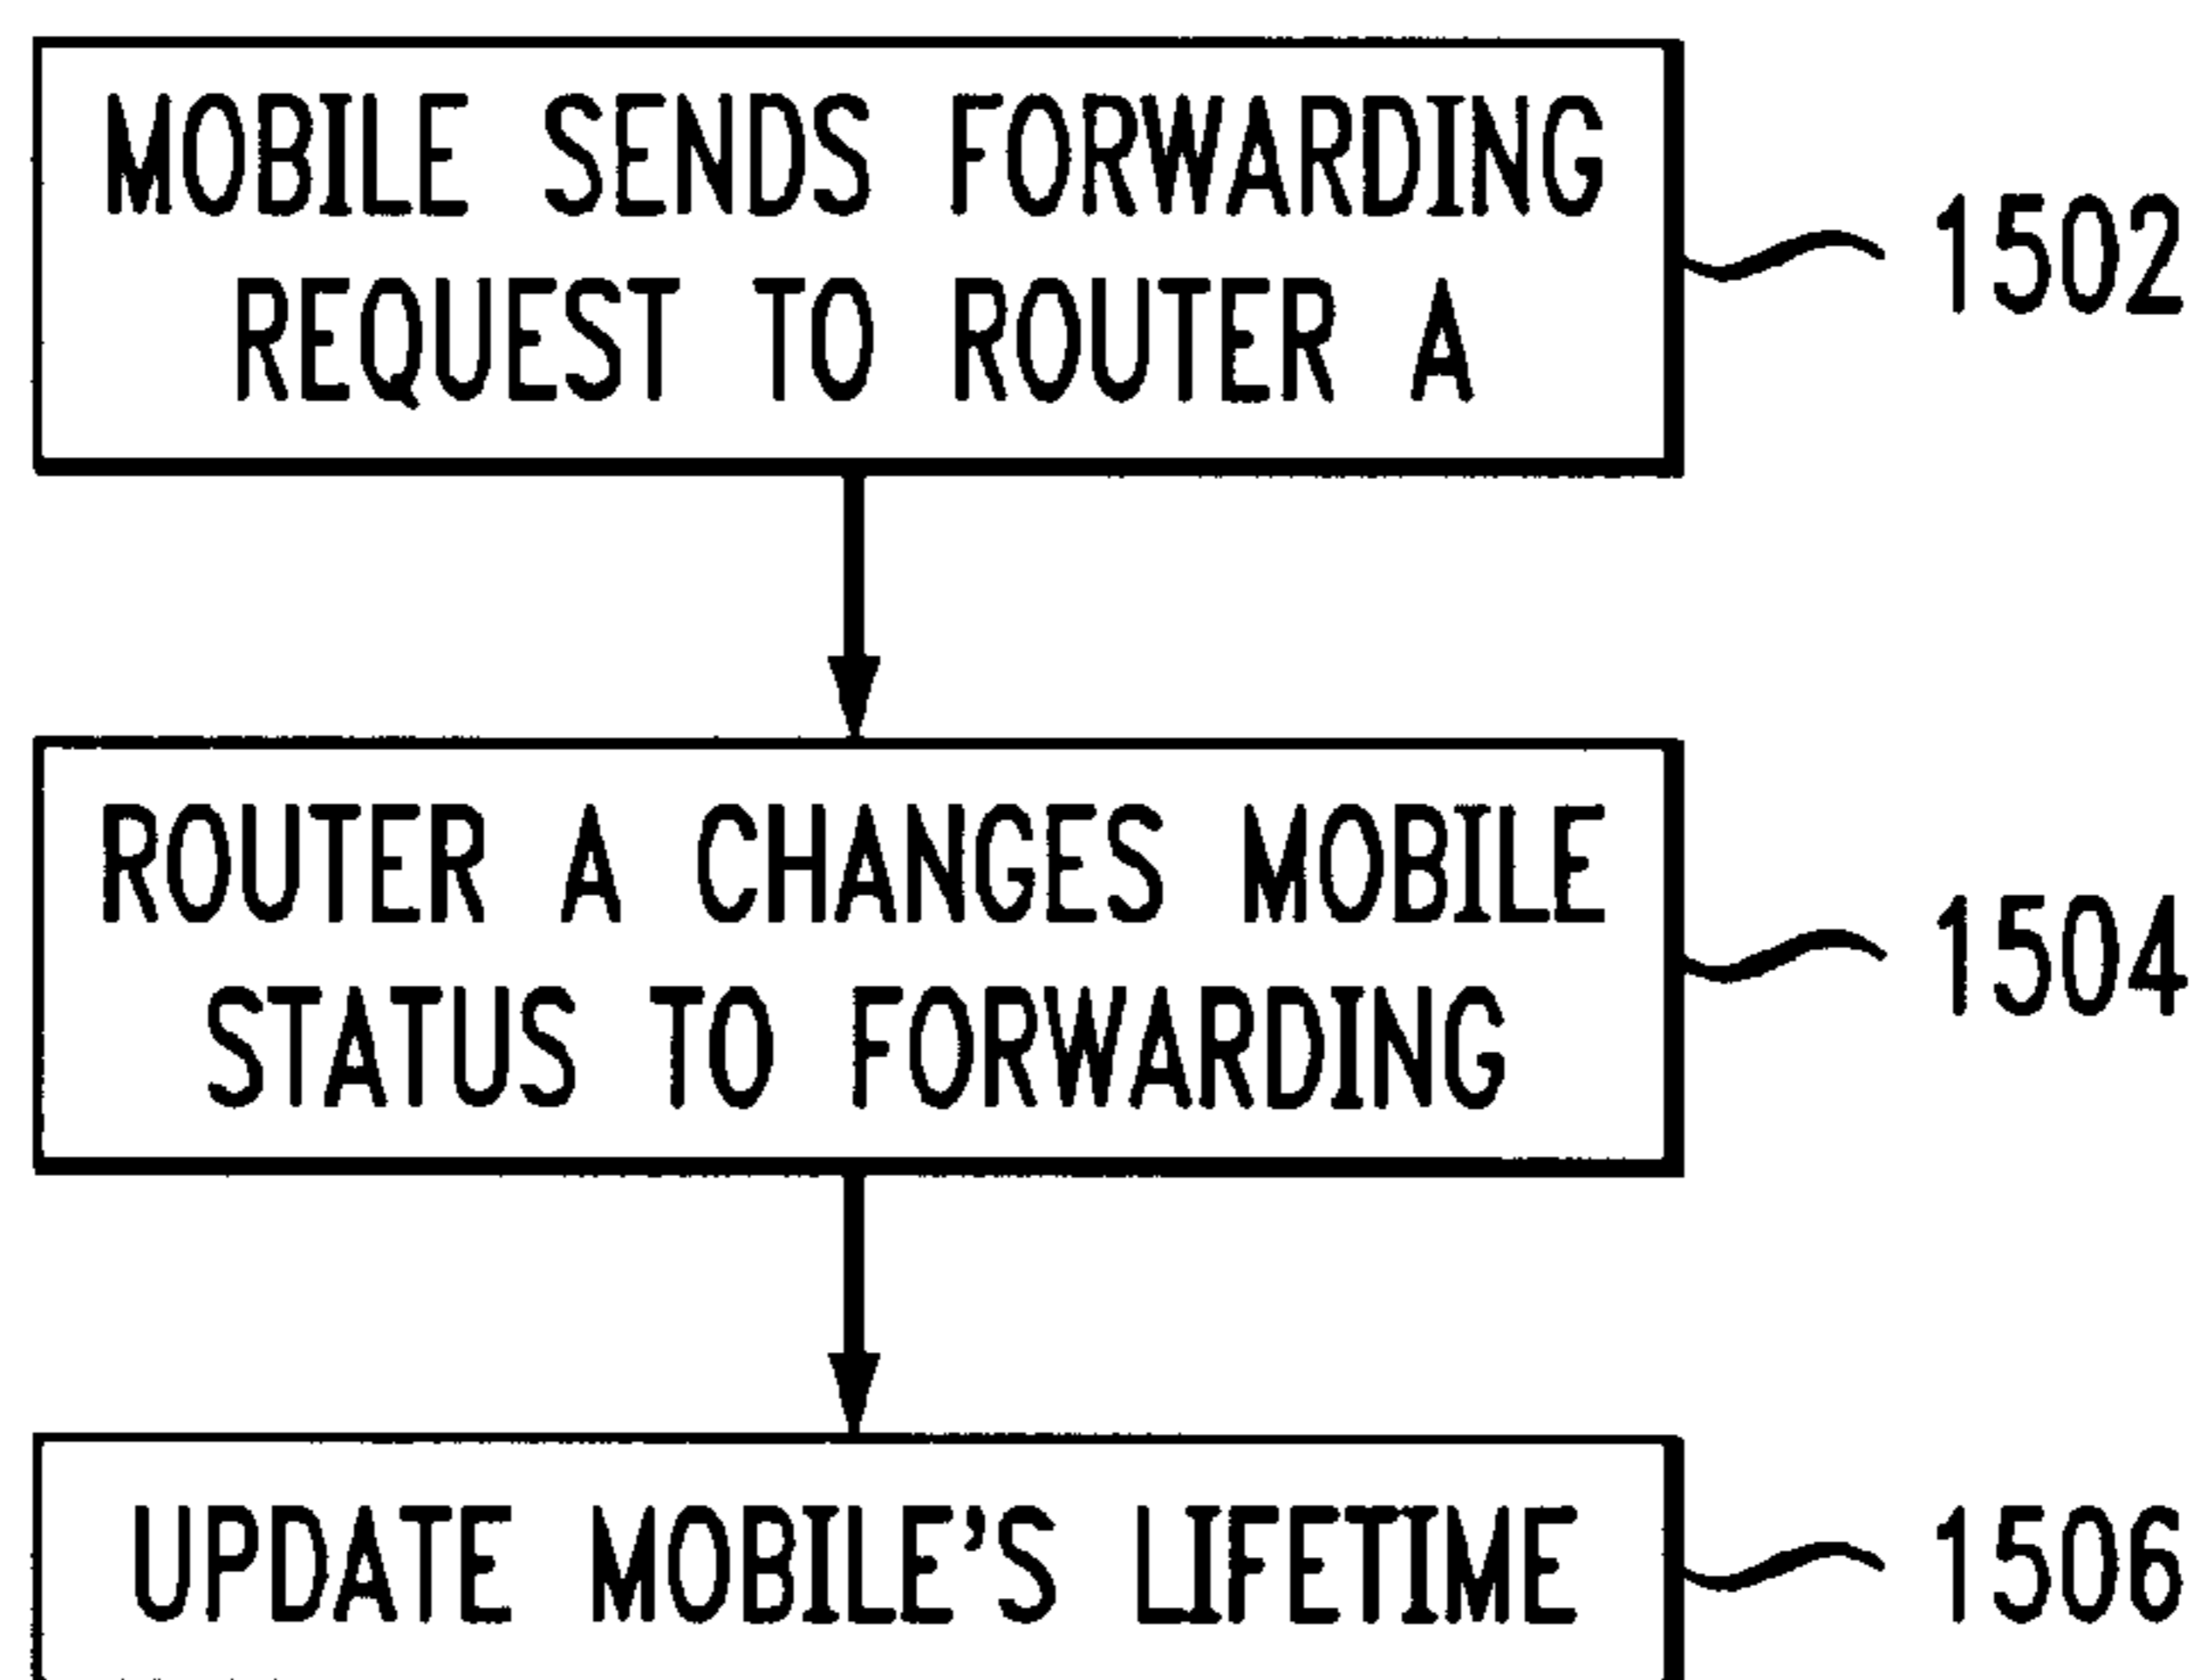 MOBILE SENDS FORWARDING
REQUEST TO ROUTER A
1502
ROUTER A CHANGES MOBILE
STATUS TO FORWARDING
1504
UPDATE MOBILE'S LIFETIME
1506